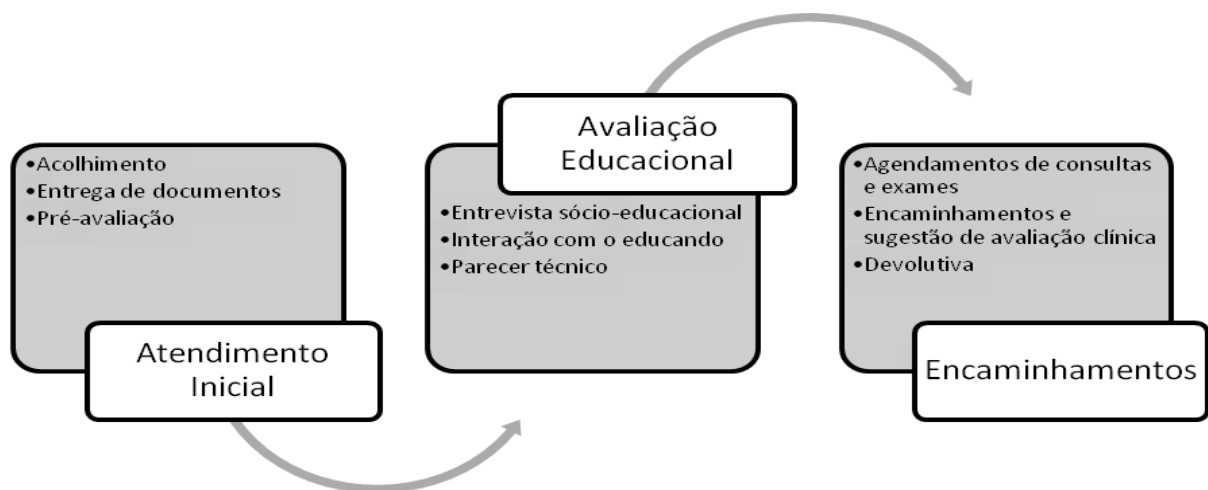 •Acolhimento
•Entrega de documentos
•Pré-avaliação
Atendimento
Inicial
Avaliação
Educacional
•Entrevista sócio-educacional
•Interação com o educando
•Parecer técnico
•Agendamentos de consultas
e exames
•Encaminhamentos e
sugestão de avaliação clínica
•Devolutiva
Encaminhamentos